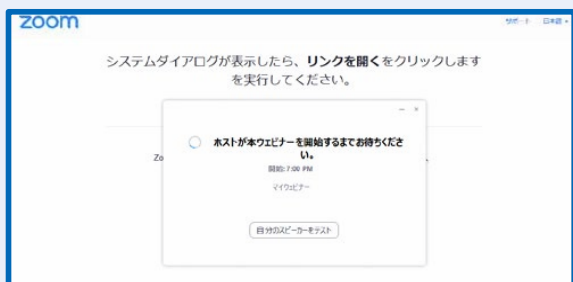 zoom
サポート 日本語
システムダイアログが表示したら、リンクを開くをクリックします
を実行してください。
ホストが本ウェビナーを開始するまでお待ちくださ
い。
Zo
開始: 7:00 PM
マイウェビナー
自分のスピーカーをテスト